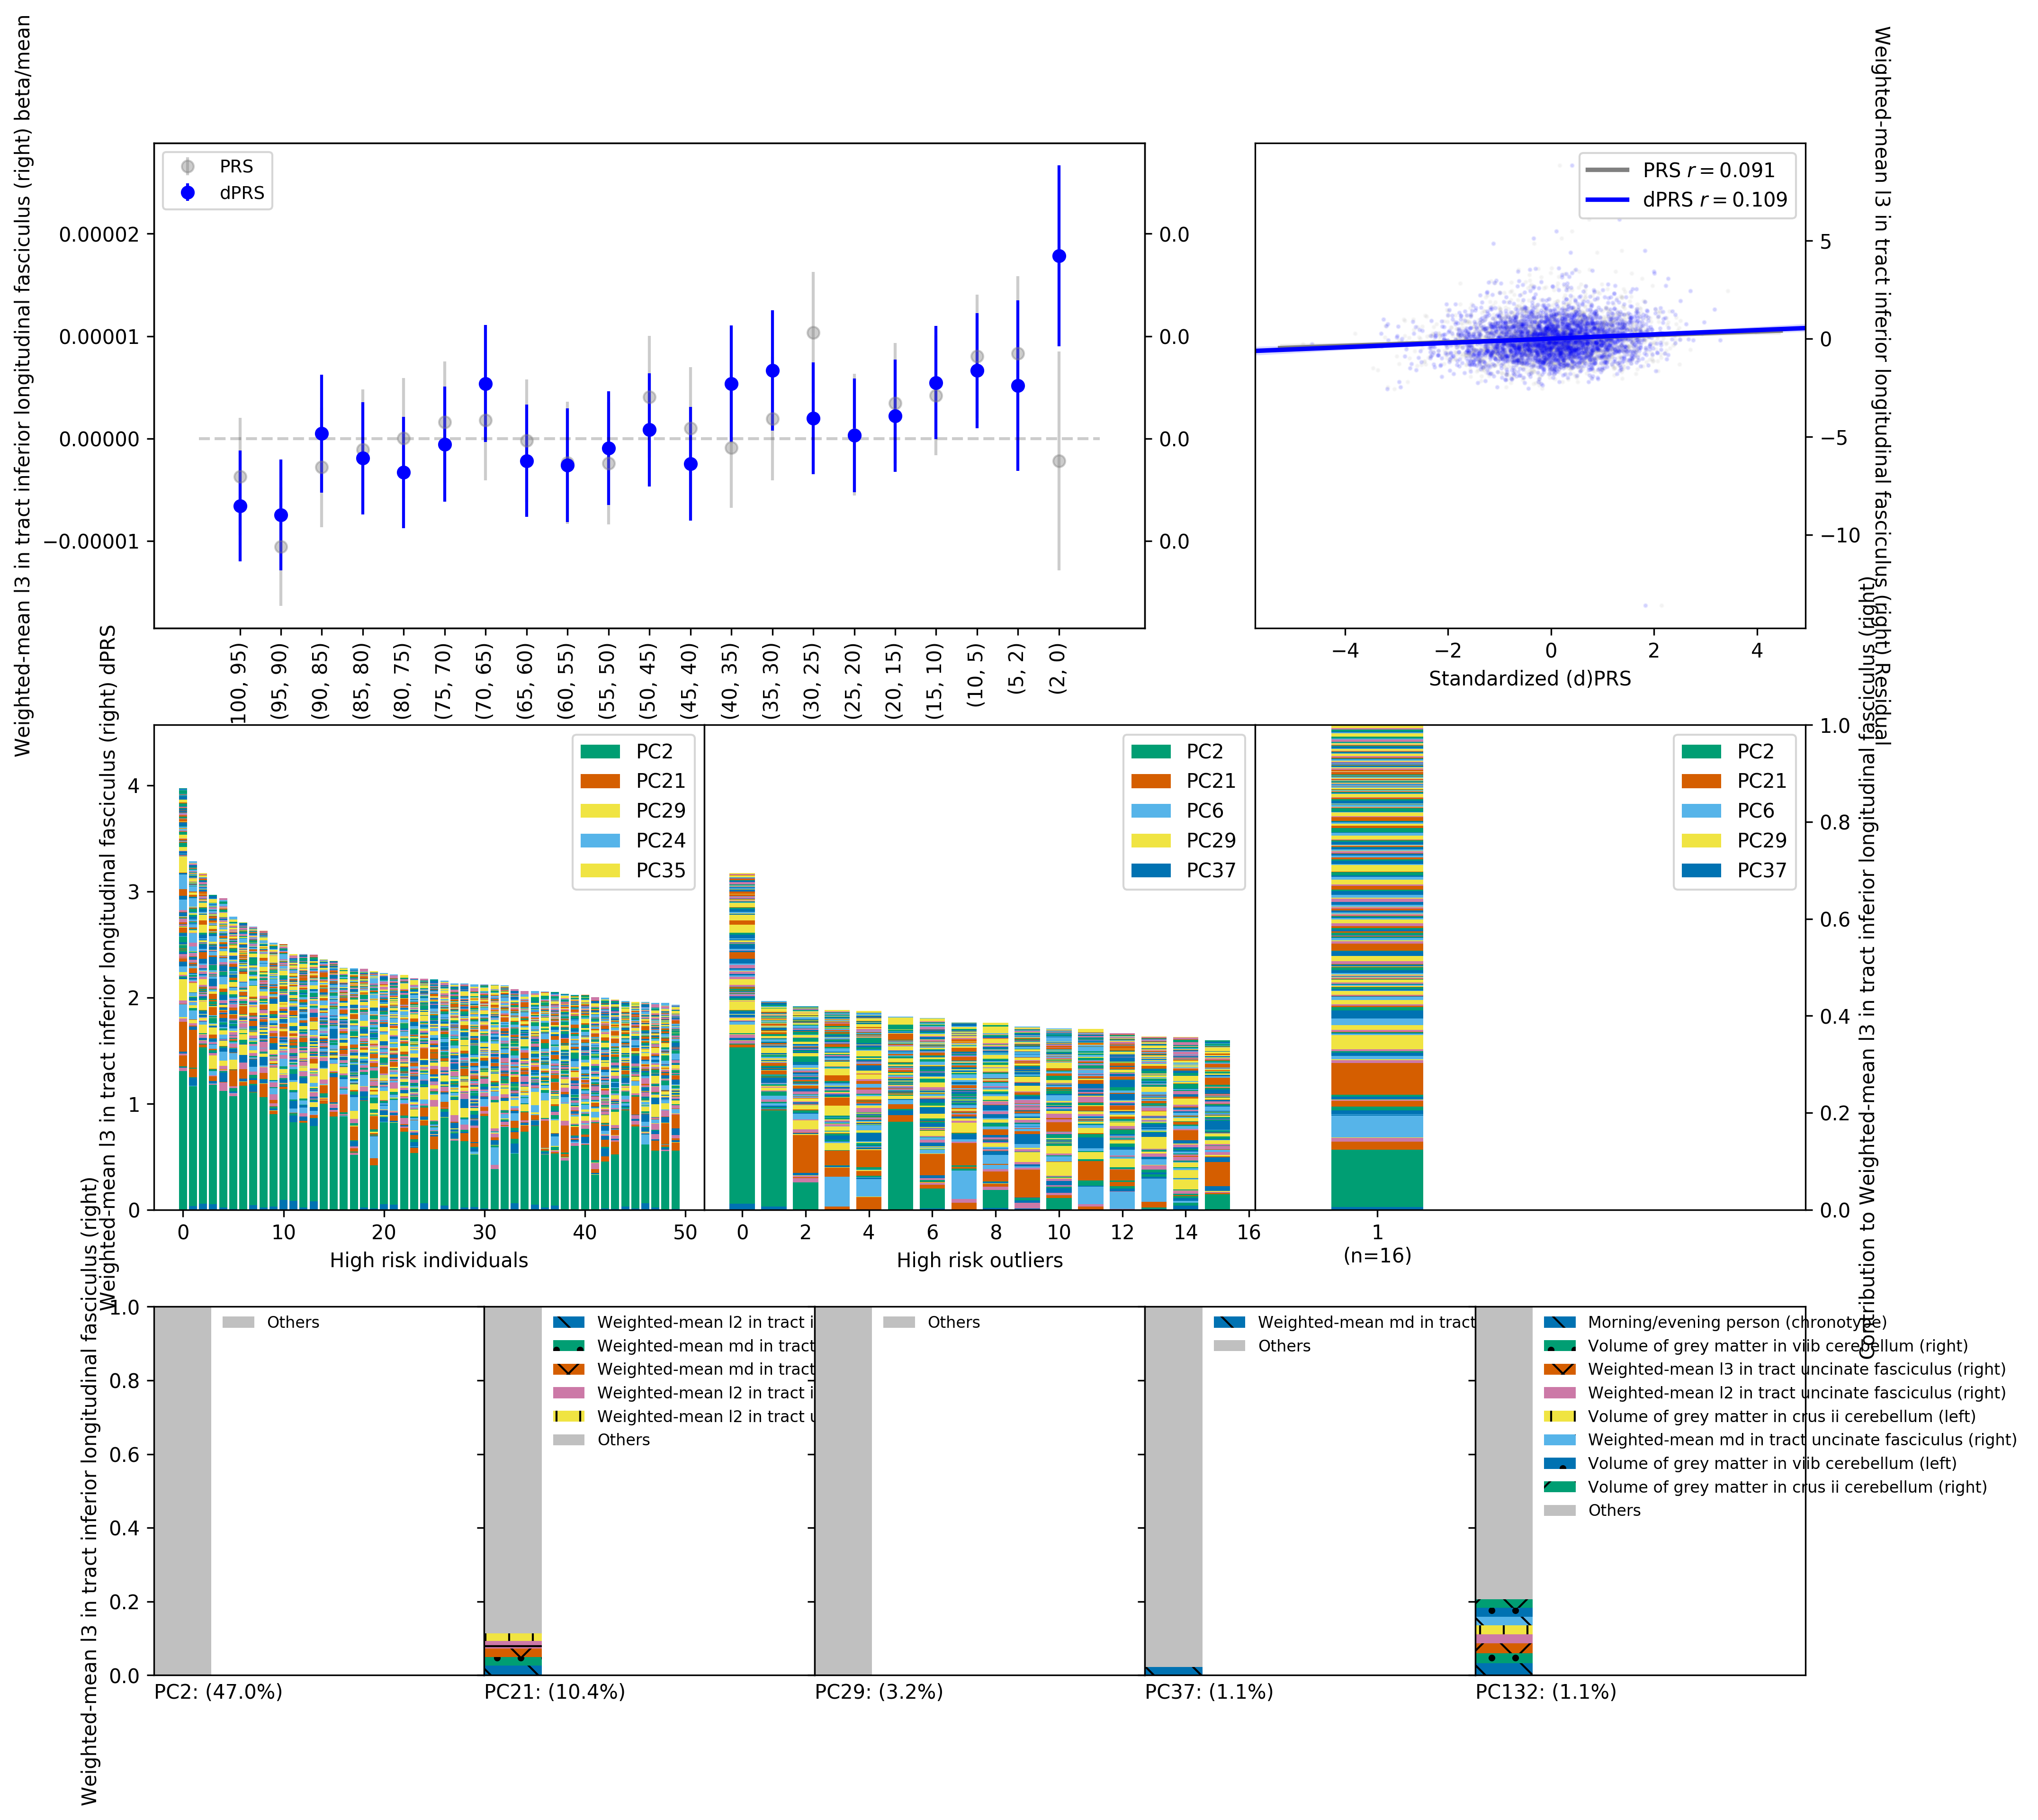 Weighted-mean l3 in tract inferior longitudinal fasciculus (right) beta/mean
PRS
dPRS
0.00002
0.00001
0.00000
−0.00001
0.0
0.0
0.0
0.0
100, 95)
(95, 90)
(90, 85)
(85, 80)
(80, 75)
(75, 70)
(70, 65)
(65, 60)
(60, 55)
(55, 50)
(50, 45)
(45, 40)
(40, 35)
(35, 30)
(30, 25)
(25, 20)
(20, 15)
(15, 10)
(10, 5)
(5, 2)
(2, 0)
PRS r = 0.091
dPRS r = 0.109
5
0
−5
−10
−4
−2
0
2
4
Standardized (d)PRS
Weighted-mean l3 in tract inferior longitudinal fasciculus (right) Residual
Weighted-mean l3 in tract inferior longitudinal fasciculus (right) dPRS
4
3
2
1
0
PC2
PC21
PC29
PC24
PC35
0
10
20
30
40
50
High risk individuals
PC2
PC21
PC6
PC29
PC37
0
2
4
6
8
10
12
14
16
High risk outliers
PC2
PC21
PC6
PC29
PC37
1.0
0.8
0.6
0.4
0.2
0.0
1
(n=16)
Contribution to Weighted-mean l3 in tract inferior longitudinal fasciculus (right)
Weighted-mean l3 in tract inferior longitudinal fasciculus (right)
1.0
0.8
0.6
0.4
0.2
0.0
Others
PC2: (47.0%)
Weighted-mean l2 in tract i
Weighted-mean md in tract
Weighted-mean md in tract
Weighted-mean l2 in tract i
Weighted-mean l2 in tract u
Others
PC21: (10.4%)
Others
PC29: (3.2%)
Weighted-mean md in tract
Others
PC37: (1.1%)
Morning/evening person (chronotype)
Volume of grey matter in viib cerebellum (right)
Weighted-mean l3 in tract uncinate fasciculus (right)
Weighted-mean l2 in tract uncinate fasciculus (right)
Volume of grey matter in crus ii cerebellum (left)
Weighted-mean md in tract uncinate fasciculus (right)
Volume of grey matter in viib cerebellum (left)
Volume of grey matter in crus ii cerebellum (right)
Others
PC132: (1.1%)